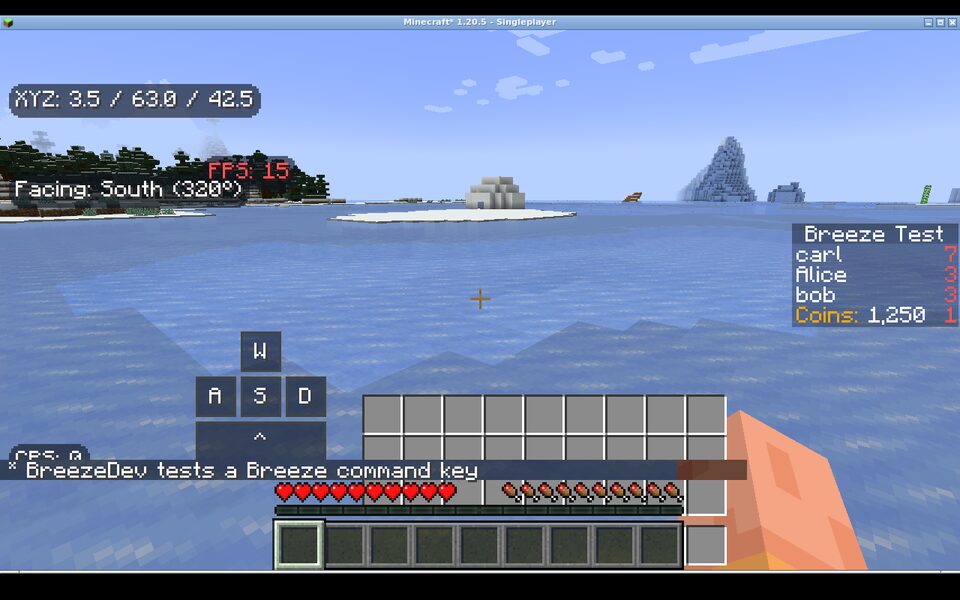 Minecraft* 1.20.5 - Singleplayer
XYZ: 3.5 / 63.0 / 42.5
FPS: 15
Facing: South (320°)
Breeze Test
carl 7
Alice 3
bob 3
Coins: 1,250 1
W
A S D
^
CPS: 0
* BreezeDev tests a Breeze command key